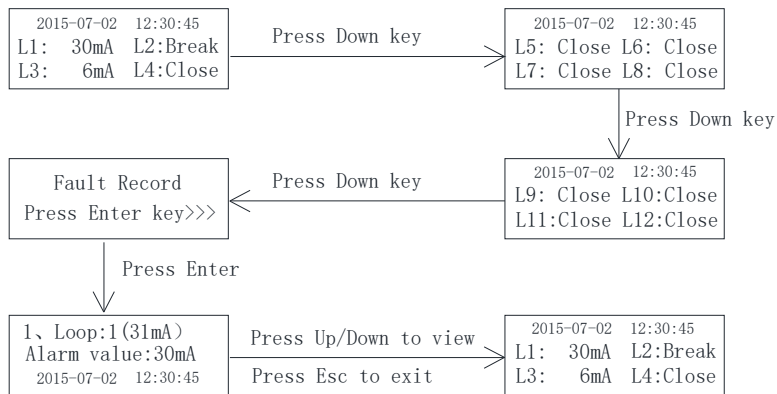 2015-07-02 12:30:45
L1: 30mA L2:Break
L3: 6mA L4:Close
Press Down key
2015-07-02 12:30:45
L5: Close L6: Close
L7: Close L8: Close
Press Down key
2015-07-02 12:30:45
L9: Close L10:Close
L11:Close L12:Close
Press Down key
Fault Record
Press Enter key>>>
Press Enter
1、Loop:1(31mA）
Alarm value:30mA
2015-07-02 12:30:45
Press Up/Down to view
Press Esc to exit
2015-07-02 12:30:45
L1: 30mA L2:Break
L3: 6mA L4:Close